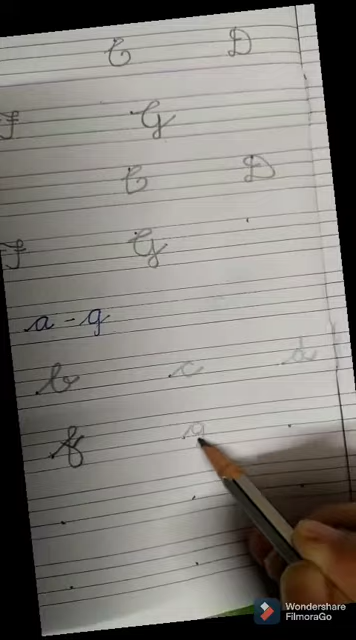 C D
F G
C D
F G
a - g
b c d
f
Wondershare
FilmoraGo